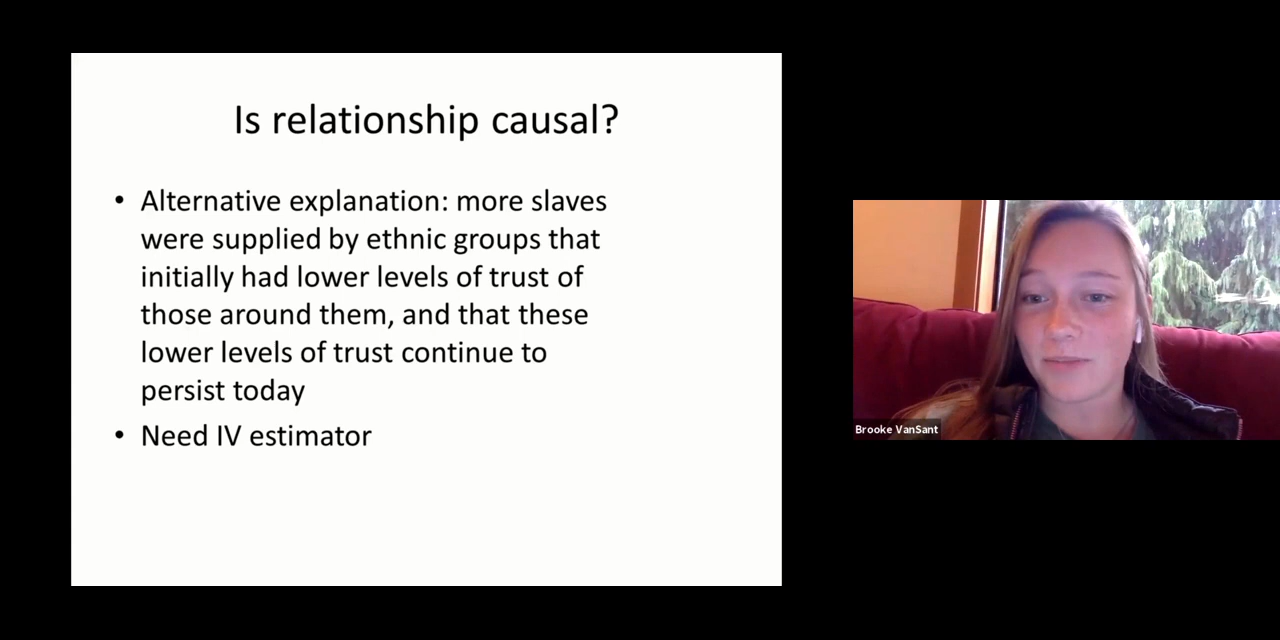 Is relationship causal?
• Alternative explanation: more slaves
were supplied by ethnic groups that
initially had lower levels of trust of
those around them, and that these
lower levels of trust continue to
persist today
• Need IV estimator
Brooke VanSant